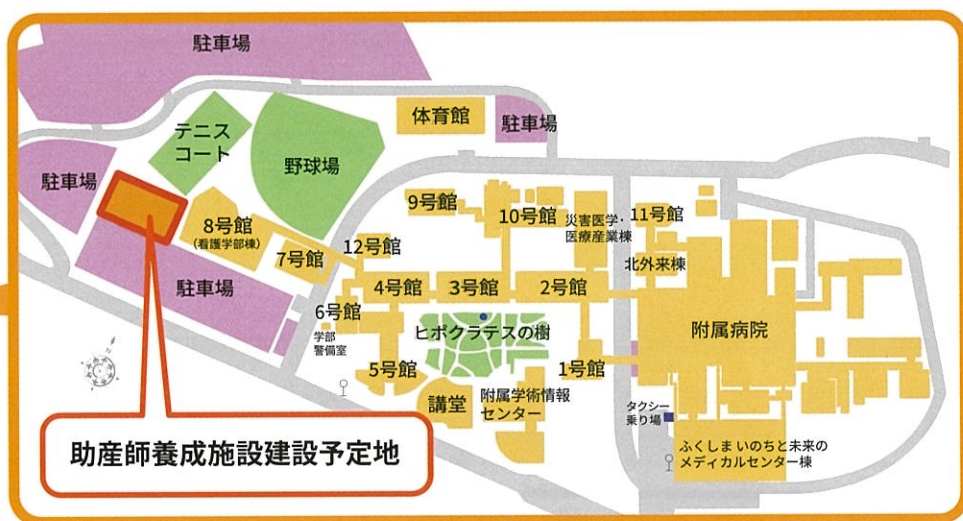 駐車場
体育館
駐車場
テニス
コート
野球場
駐車場
8号館
(看護学部棟)
7号館
駐車場
9号館
10号館
災害医学・
医療産業棟
11号館
12号館
北外来棟
4号館
3号館
2号館
6号館
学部
警備室
ヒポクラテスの樹
附属病院
5号館
1号館
講堂
附属学術情報
センター
タクシー
乗り場
ふくしま いのちと未来の
メディカルセンター棟
助産師養成施設建設予定地